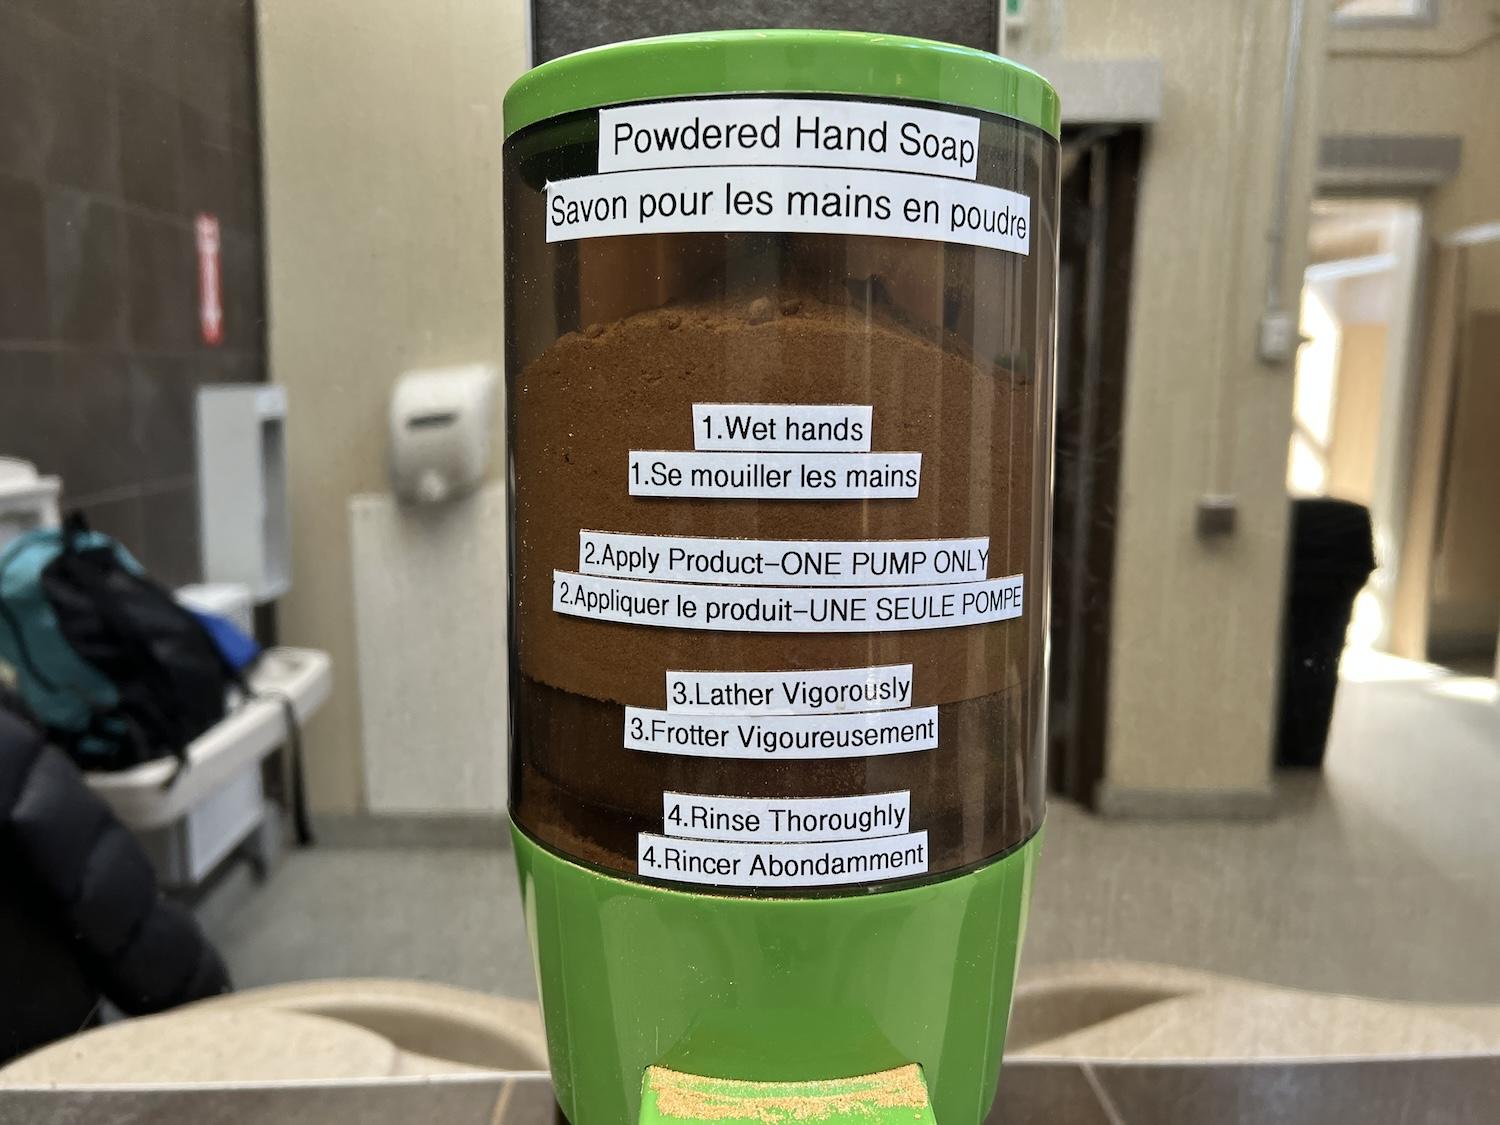 Powdered Hand Soap
Savon pour les mains en poudre
1.Wet hands
1.Se mouiller les mains
2.Apply Product–ONE PUMP ONLY
2.Appliquer le produit–UNE SEULE POMPE
3.Lather Vigorously
3.Frotter Vigoureusement
4.Rinse Thoroughly
4.Rincer Abondamment